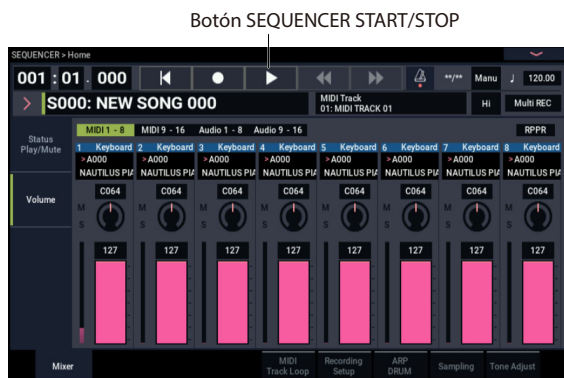 Botón SEQUENCER START/STOP
SEQUENCER > Home
001 : 01 . 000 **/** Manu ♩ 120.00
> S000: NEW SONG 000 MIDI Track 01: MIDI TRACK 01 Hi Multi REC
Status Play/Mute MIDI 1 - 8 MIDI 9 - 16 Audio 1 - 8 Audio 9 - 16 RPPR
1 Keyboard 2 Keyboard 3 Keyboard 4 Keyboard 5 Keyboard 6 Keyboard 7 Keyboard 8 Keyboard
>A000 >A000 >A000 >A000 >A000 >A000 >A000 >A000
NAUTILUS PIA NAUTILUS PIA NAUTILUS PIA NAUTILUS PIA NAUTILUS PIA NAUTILUS PIA NAUTILUS PIA NAUTILUS PIA
Volume C064 C064 C064 C064 C064 C064 C064 C064
M M M M M M M M
S S S S S S S S
127 127 127 127 127 127 127 127
Mixer MIDI Track Loop Recording Setup ARP DRUM Sampling Tone Adjust